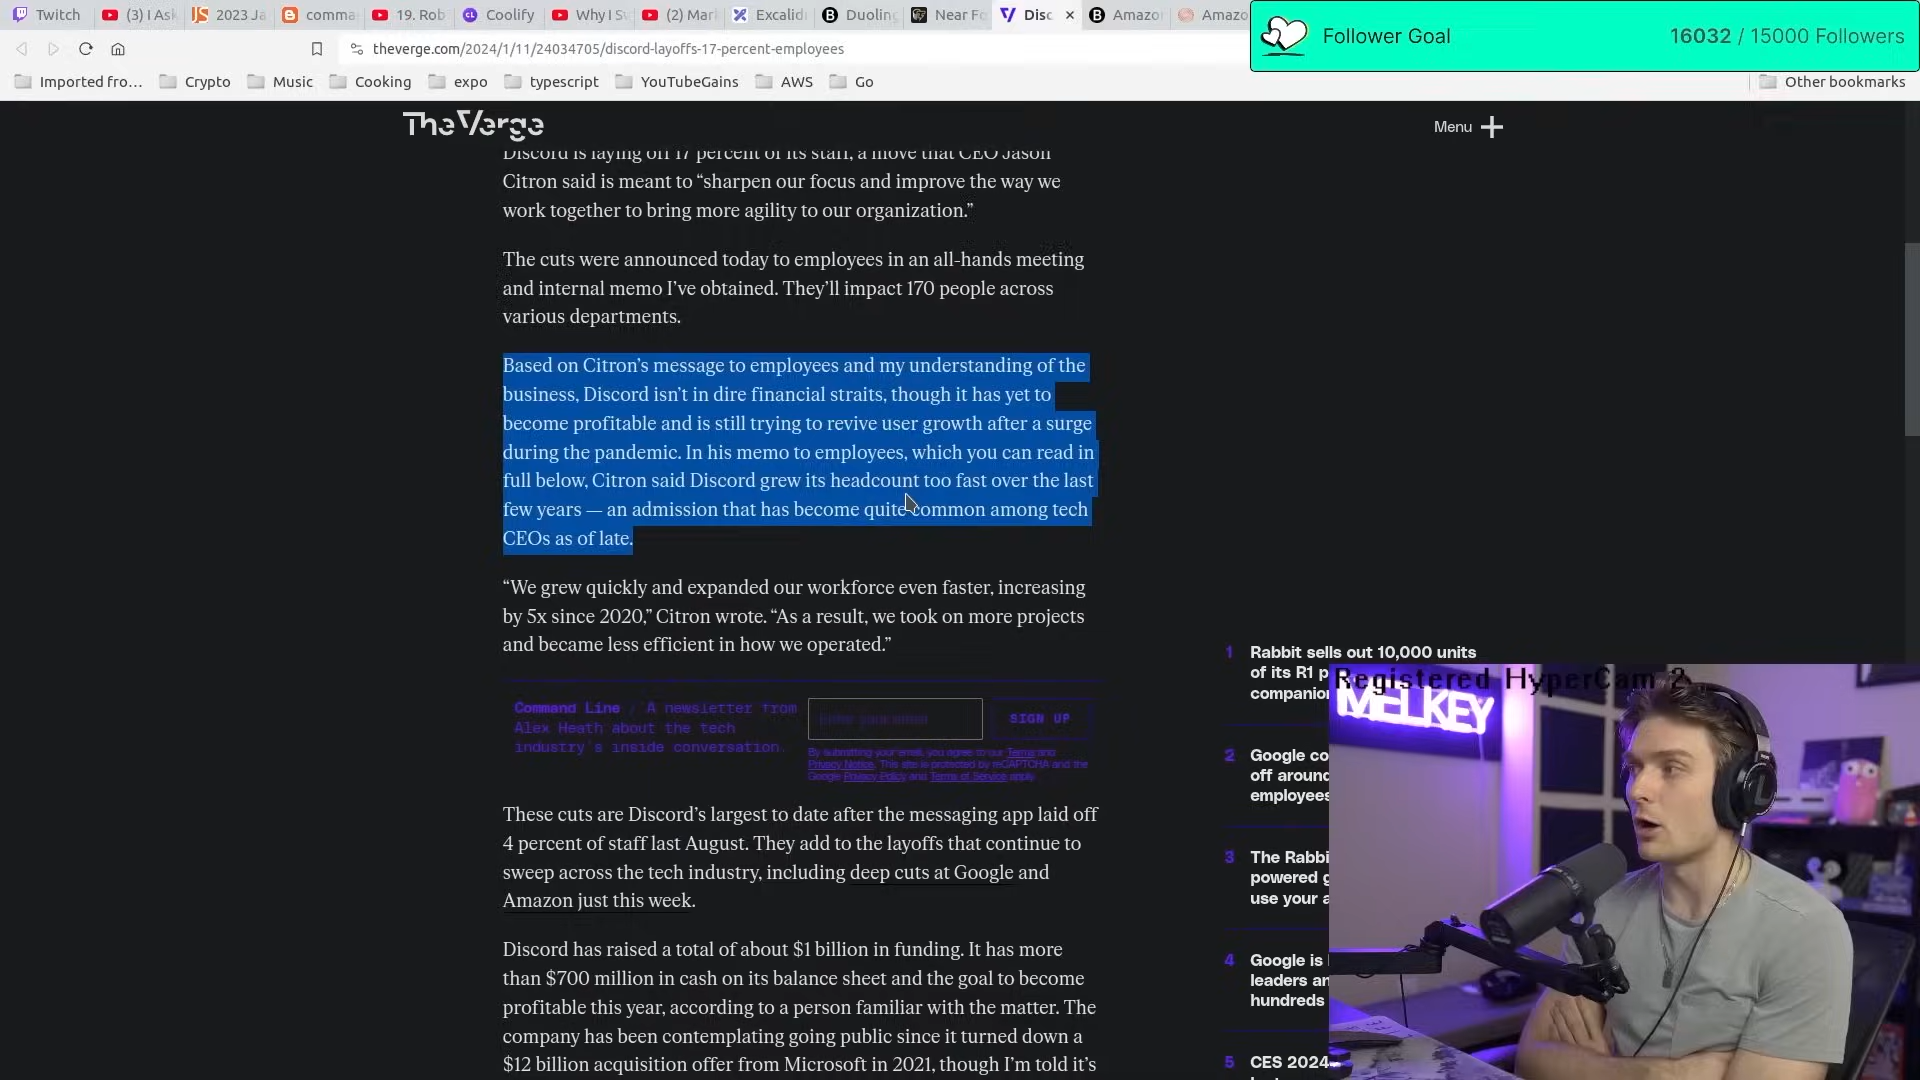 Twitch
(3) I Ask
2023 Ja
comma
19. Rob
Coolify
Why I Sw
(2) Mark
Excalid
Duoling
Near Fo
Disc
Amazon
Amazo
Follower Goal
16032 / 15000 Followers
theverge.com/2024/1/11/24034705/discord-layoffs-17-percent-employees
Imported fro…
Crypto
Music
Cooking
expo
typescript
YouTubeGains
AWS
Go
Other bookmarks
TheVerge
Menu
Discord is laying off 17 percent of its staff, a move that CEO Jason
Citron said is meant to “sharpen our focus and improve the way we
work together to bring more agility to our organization.”
The cuts were announced today to employees in an all-hands meeting
and internal memo I’ve obtained. They’ll impact 170 people across
various departments.
Based on Citron’s message to employees and my understanding of the
business, Discord isn’t in dire financial straits, though it has yet to
become profitable and is still trying to revive user growth after a surge
during the pandemic. In his memo to employees, which you can read in
full below, Citron said Discord grew its headcount too fast over the last
few years — an admission that has become quite common among tech
CEOs as of late.
“We grew quickly and expanded our workforce even faster, increasing
by 5x since 2020,” Citron wrote. “As a result, we took on more projects
and became less efficient in how we operated.”
Command Line / A newsletter from
Alex Heath about the tech
industry’s inside conversation.
Enter your email
SIGN UP
By submitting your email, you agree to our Terms and
Privacy Notice. This site is protected by reCAPTCHA and the
Google Privacy Policy and Terms of Service apply.
These cuts are Discord’s largest to date after the messaging app laid off
4 percent of staff last August. They add to the layoffs that continue to
sweep across the tech industry, including deep cuts at Google and
Amazon just this week.
Discord has raised a total of about $1 billion in funding. It has more
than $700 million in cash on its balance sheet and the goal to become
profitable this year, according to a person familiar with the matter. The
company has been contemplating going public since it turned down a
$12 billion acquisition offer from Microsoft in 2021, though I’m told it’s
1 Rabbit sells out 10,000 units
of its R1 p
companion
2 Google co
off around
employees
3 The Rabbi
powered g
use your a
4 Google is
leaders an
hundreds
5 CES 2024
Registered HyperCam 2
MELKEY